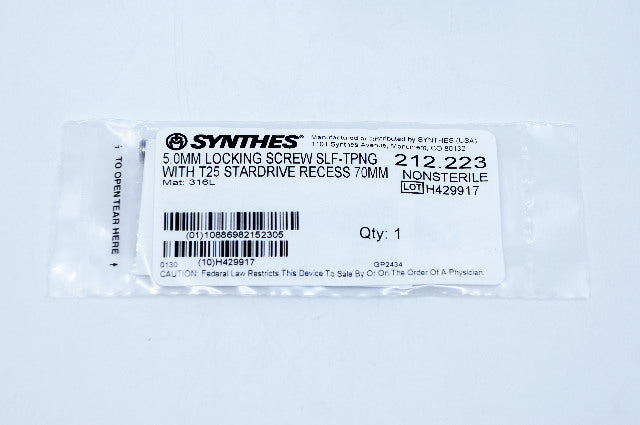 SYNTHES®
Manufactured or distributed by SYNTHES (USA)
1101 Synthes Avenue, Monument, CO 80132
5.0MM LOCKING SCREW SLF-TPNG
WITH T25 STARDRIVE RECESS 70MM
Mat: 316L
212.223
NONSTERILE
LOT H429917
(01)10886982152305
Qty: 1
(10)H429917
0130
GP2434
CAUTION: Federal Law Restricts This Device To Sale By Or On The Order Of A Physician.
↑ TO OPEN TEAR HERE ↑